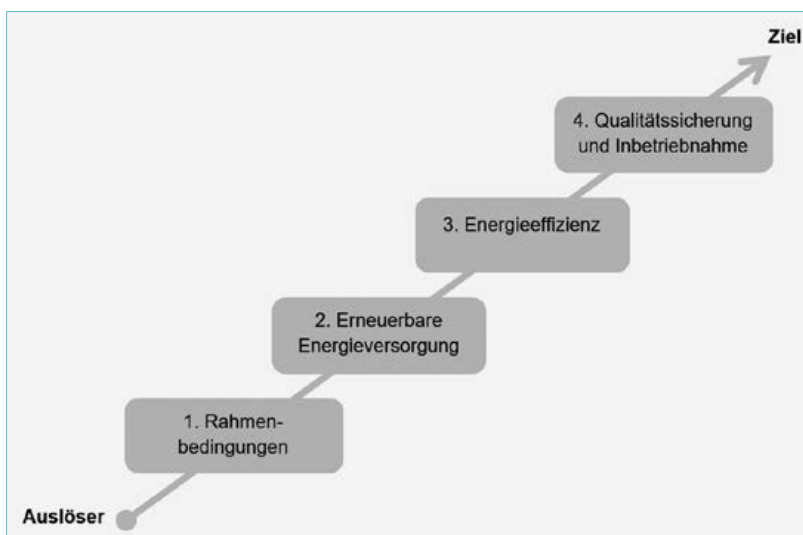 Ziel
4. Qualitätssicherung
und Inbetriebnahme
3. Energieeffizienz
2. Erneuerbare
Energieversorgung
1. Rahmen-
bedingungen
Auslöser